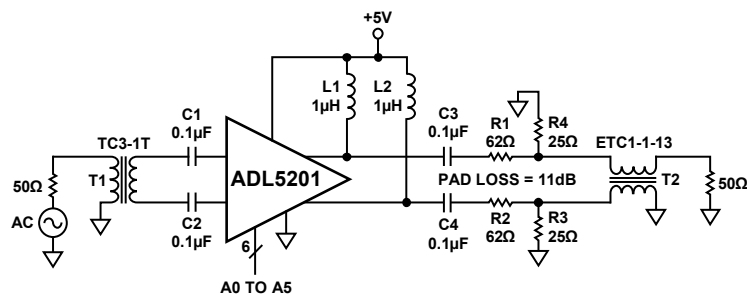 +5V
L1
1µH
L2
1µH
C1
0.1µF
C3
0.1µF
R1
62Ω
R4
25Ω
ETC1-1-13
TC3-1T
50Ω
T1
ADL5201
PAD LOSS = 11dB
T2
50Ω
AC
C2
0.1µF
6
C4
0.1µF
R2
62Ω
R3
25Ω
A0 TO A5